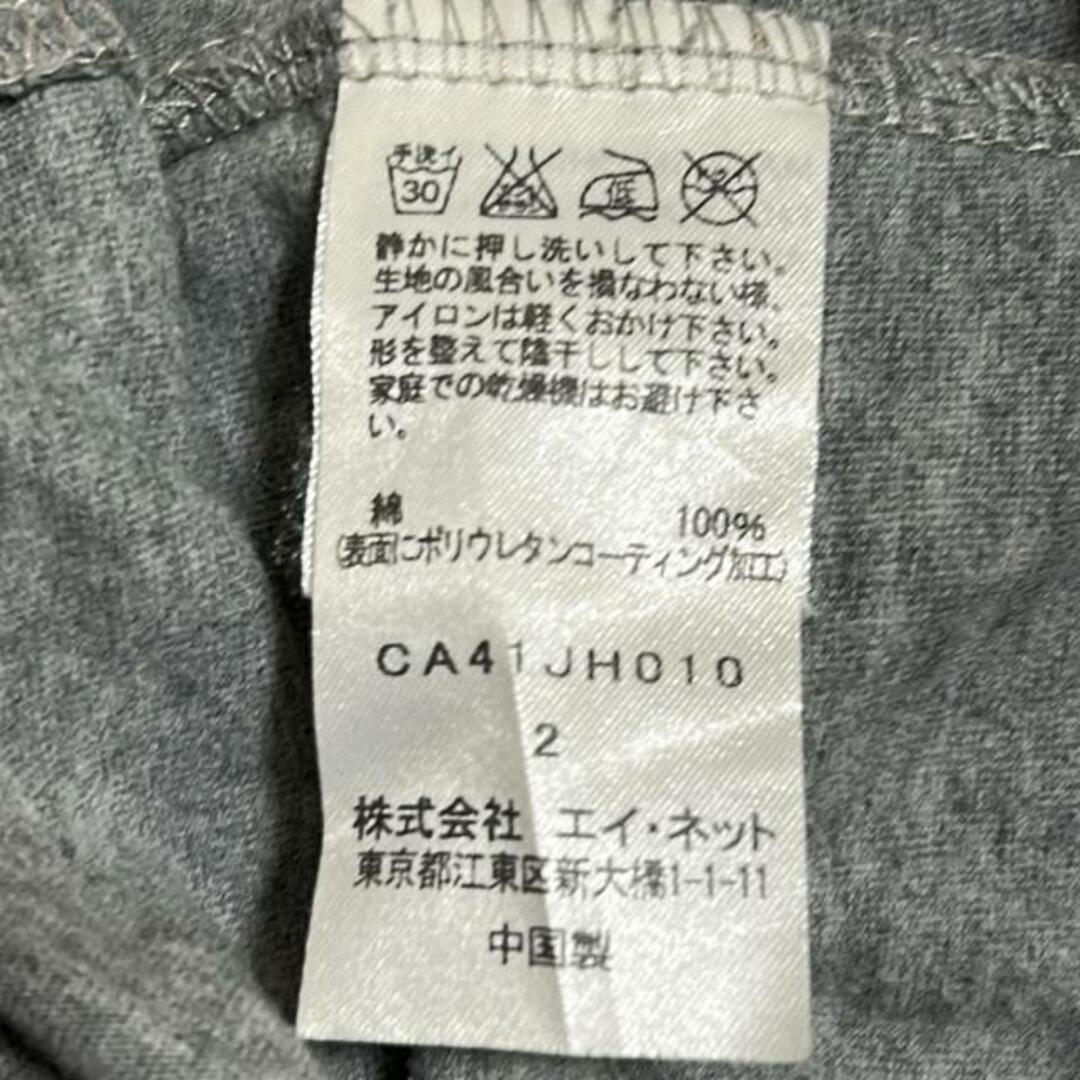 手洗イ
30
低
静かに押し洗いして下さい。
生地の風合いを損なわない様、
アイロンは軽くおかけ下さい。
形を整えて陰干しして下さい。
家庭での乾燥機はお避け下さ
い。
綿 100%
(表面にポリウレタンコーティング加工)
CA41JH010
2
株式会社 エイ・ネット
東京都江東区新大橋1-1-11
中国製